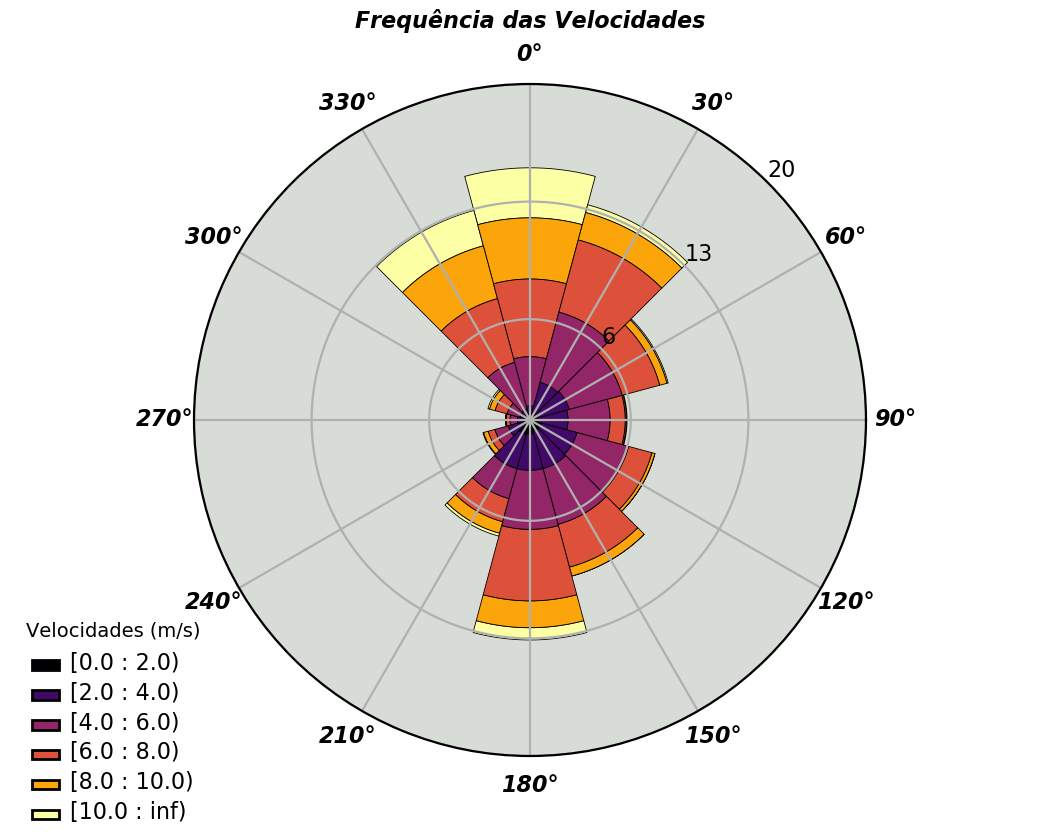 Frequência das Velocidades
0°
330°
30°
20
300°
60°
13
6
270°
90°
240°
120°
210°
150°
180°
Velocidades (m/s)
[0.0 : 2.0)
[2.0 : 4.0)
[4.0 : 6.0)
[6.0 : 8.0)
[8.0 : 10.0)
[10.0 : inf)